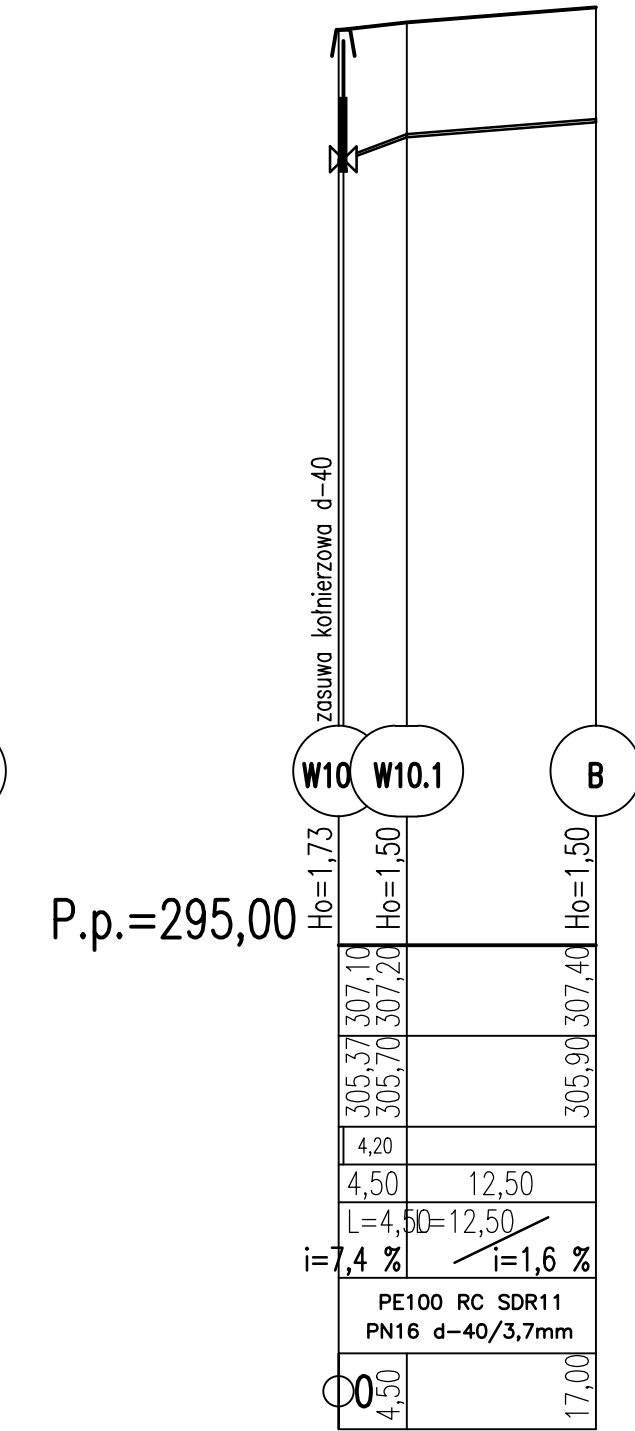 zasuwa kołnierzowa d-40
W10 W10.1 B
Ho=1,73 Ho=1,50 Ho=1,50
P.p.=295,00
307,10 307,20 307,40
305,37 305,70 305,90
4,20
4,50 12,50
L=4,50 L=12,50
i=7,4 % i=1,6 %
PE100 RC SDR11
PN16 d-40/3,7mm
0 4,50 17,00